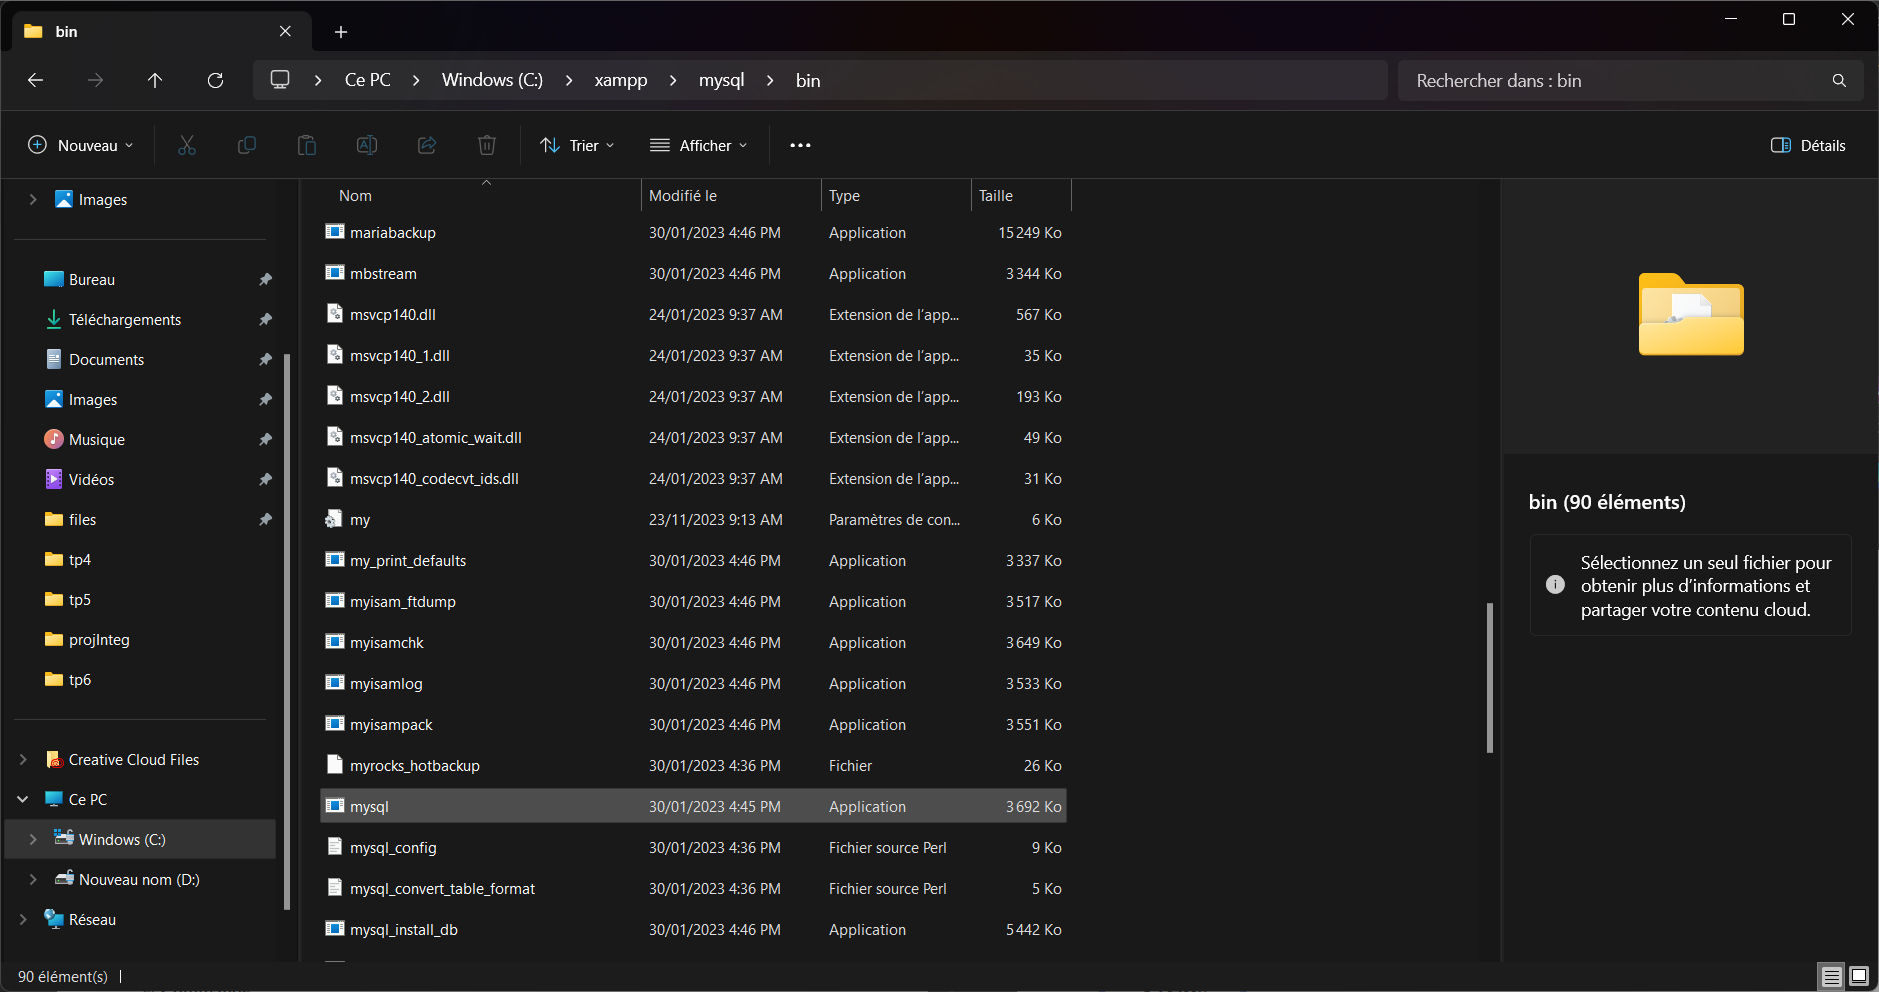 bin
Ce PC Windows (C:) xampp mysql bin
Rechercher dans : bin
Nouveau Trier Afficher Détails
Images
Bureau
Téléchargements
Documents
Images
Musique
Vidéos
files
tp4
tp5
projInteg
tp6
Creative Cloud Files
Ce PC
Windows (C:)
Nouveau nom (D:)
Réseau
Nom Modifié le Type Taille
mariabackup 30/01/2023 4:46 PM Application 15 249 Ko
mbstream 30/01/2023 4:46 PM Application 3 344 Ko
msvcp140.dll 24/01/2023 9:37 AM Extension de l'app... 567 Ko
msvcp140_1.dll 24/01/2023 9:37 AM Extension de l'app... 35 Ko
msvcp140_2.dll 24/01/2023 9:37 AM Extension de l'app... 193 Ko
msvcp140_atomic_wait.dll 24/01/2023 9:37 AM Extension de l'app... 49 Ko
msvcp140_codecvt_ids.dll 24/01/2023 9:37 AM Extension de l'app... 31 Ko
my 23/11/2023 9:13 AM Paramètres de con... 6 Ko
my_print_defaults 30/01/2023 4:46 PM Application 3 337 Ko
myisam_ftdump 30/01/2023 4:46 PM Application 3 517 Ko
myisamchk 30/01/2023 4:46 PM Application 3 649 Ko
myisamlog 30/01/2023 4:46 PM Application 3 533 Ko
myisampack 30/01/2023 4:46 PM Application 3 551 Ko
myrocks_hotbackup 30/01/2023 4:36 PM Fichier 26 Ko
mysql 30/01/2023 4:45 PM Application 3 692 Ko
mysql_config 30/01/2023 4:36 PM Fichier source Perl 9 Ko
mysql_convert_table_format 30/01/2023 4:36 PM Fichier source Perl 5 Ko
mysql_install_db 30/01/2023 4:46 PM Application 5 442 Ko
bin (90 éléments)
Sélectionnez un seul fichier pour
obtenir plus d'informations et
partager votre contenu cloud.
90 élément(s)